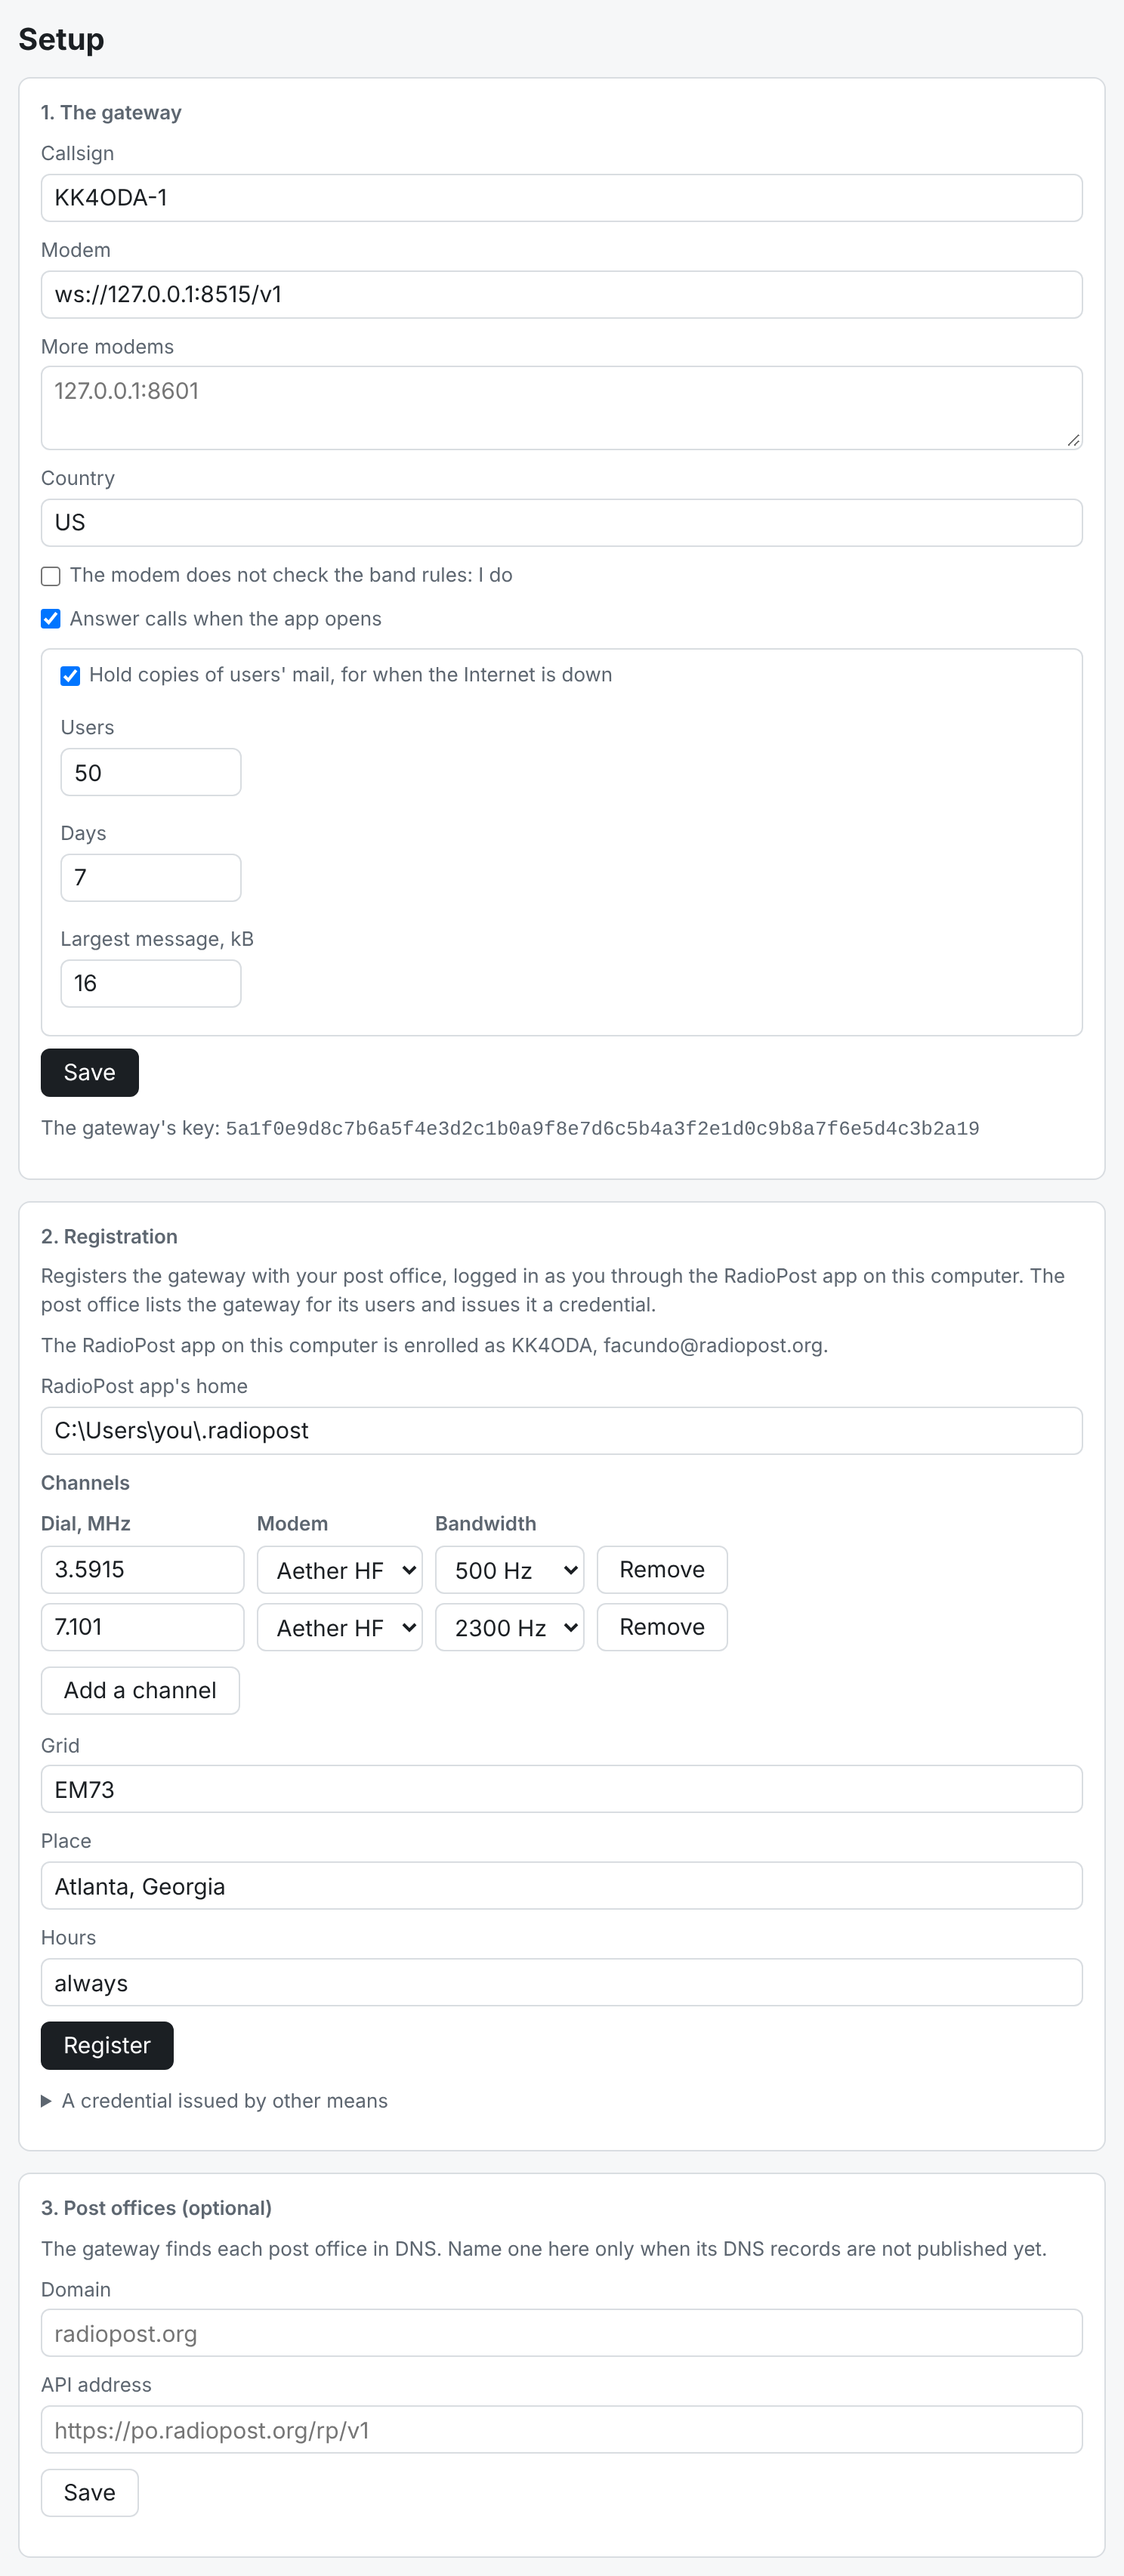 Setup
1. The gateway
Callsign
KK4ODA-1
Modem
ws://127.0.0.1:8515/v1
More modems
127.0.0.1:8601
Country
US
The modem does not check the band rules: I do
Answer calls when the app opens
Hold copies of users' mail, for when the Internet is down
Users
50
Days
7
Largest message, kB
16
Save
The gateway's key: 5a1f0e9d8c7b6a5f4e3d2c1b0a9f8e7d6c5b4a3f2e1d0c9b8a7f6e5d4c3b2a19
2. Registration
Registers the gateway with your post office, logged in as you through the RadioPost app on this computer. The
post office lists the gateway for its users and issues it a credential.
The RadioPost app on this computer is enrolled as KK4ODA, facundo@radiopost.org.
RadioPost app's home
C:\Users\you\.radiopost
Channels
Dial, MHz Modem Bandwidth
3.5915 Aether HF 500 Hz Remove
7.101 Aether HF 2300 Hz Remove
Add a channel
Grid
EM73
Place
Atlanta, Georgia
Hours
always
Register
A credential issued by other means
3. Post offices (optional)
The gateway finds each post office in DNS. Name one here only when its DNS records are not published yet.
Domain
radiopost.org
API address
https://po.radiopost.org/rp/v1
Save